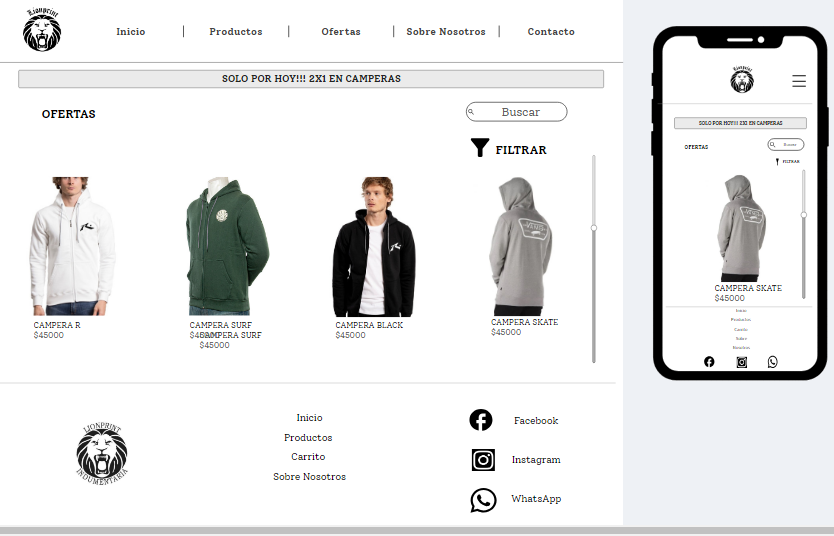 Lionprint
Inicio
Productos
Ofertas
Sobre Nosotros
Contacto
SOLO POR HOY!!! 2X1 EN CAMPERAS
OFERTAS
Buscar
FILTRAR
CAMPERA R
$45000
CAMPERA SURF
CAMPERA SURF
$45000
CAMPERA BLACK
$45000
CAMPERA SKATE
$45000
LIONPRINT
INDUMENTARIA
Inicio
Productos
Carrito
Sobre Nosotros
Facebook
Instagram
WhatsApp
Lionprint
SOLO POR HOY!!! 2X1 EN CAMPERAS
OFERTAS
Buscar
FILTRAR
CAMPERA SKATE
$45000
Inicio
Productos
Carrito
Sobre
Nosotros